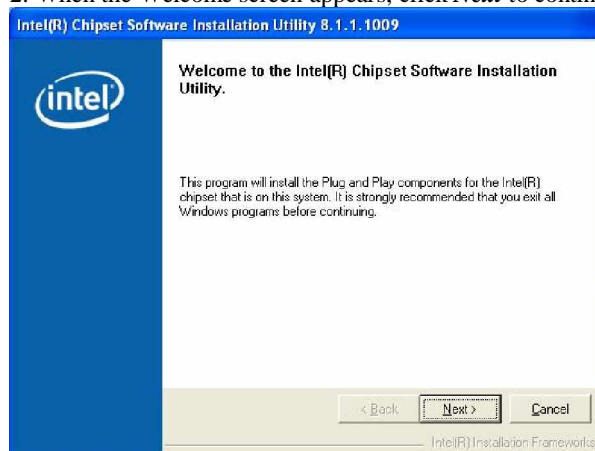 2. When the Welcome screen appears, click Next to contin
Intel(R) Chipset Software Installation Utility 8.1.1.1009
intel
Welcome to the Intel(R) Chipset Software Installation
Utility.
This program will install the Plug and Play components for the Intel(R)
chipset that is on this system. It is strongly recommended that you exit all
Windows programs before continuing.
< Back
Next >
Cancel
Intel(R) Installation Frameworks